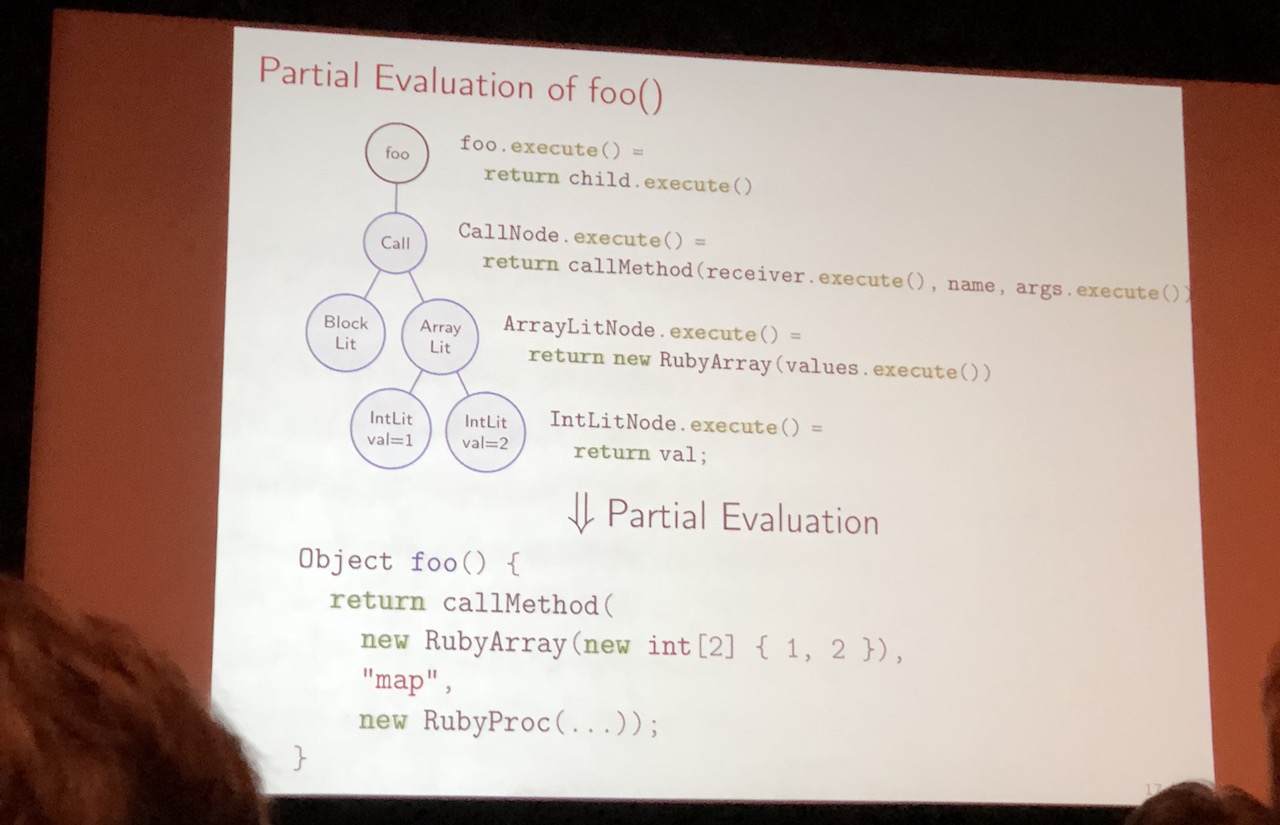 Partial Evaluation of foo()
foo
foo.execute() =
return child.execute()
Call
CallNode.execute() =
return callMethod(receiver.execute(), name, args.execute())
Block
Lit
Array
Lit
ArrayLitNode.execute() =
return new RubyArray(values.execute())
IntLit
val=1
IntLit
val=2
IntLitNode.execute() =
return val;
⇓ Partial Evaluation
Object foo() {
return callMethod(
new RubyArray(new int[2] { 1, 2 }),
"map",
new RubyProc(...));
}